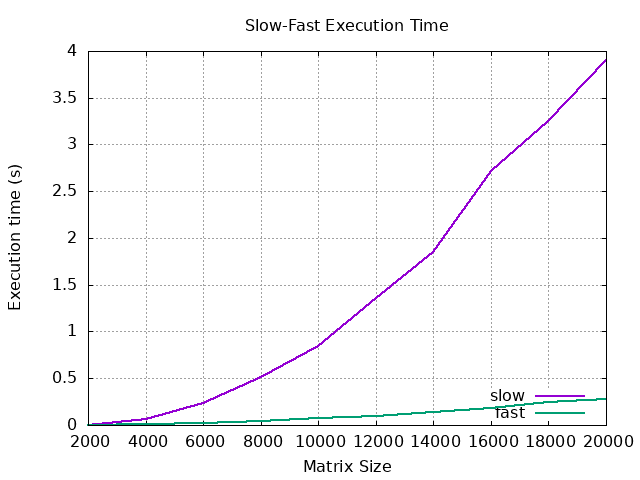 Slow-Fast Execution Time
4
3.5
3
2.5
2
1.5
1
0.5
0
Execution time (s)
slow
fast
2000 4000 6000 8000 10000 12000 14000 16000 18000 20000
Matrix Size